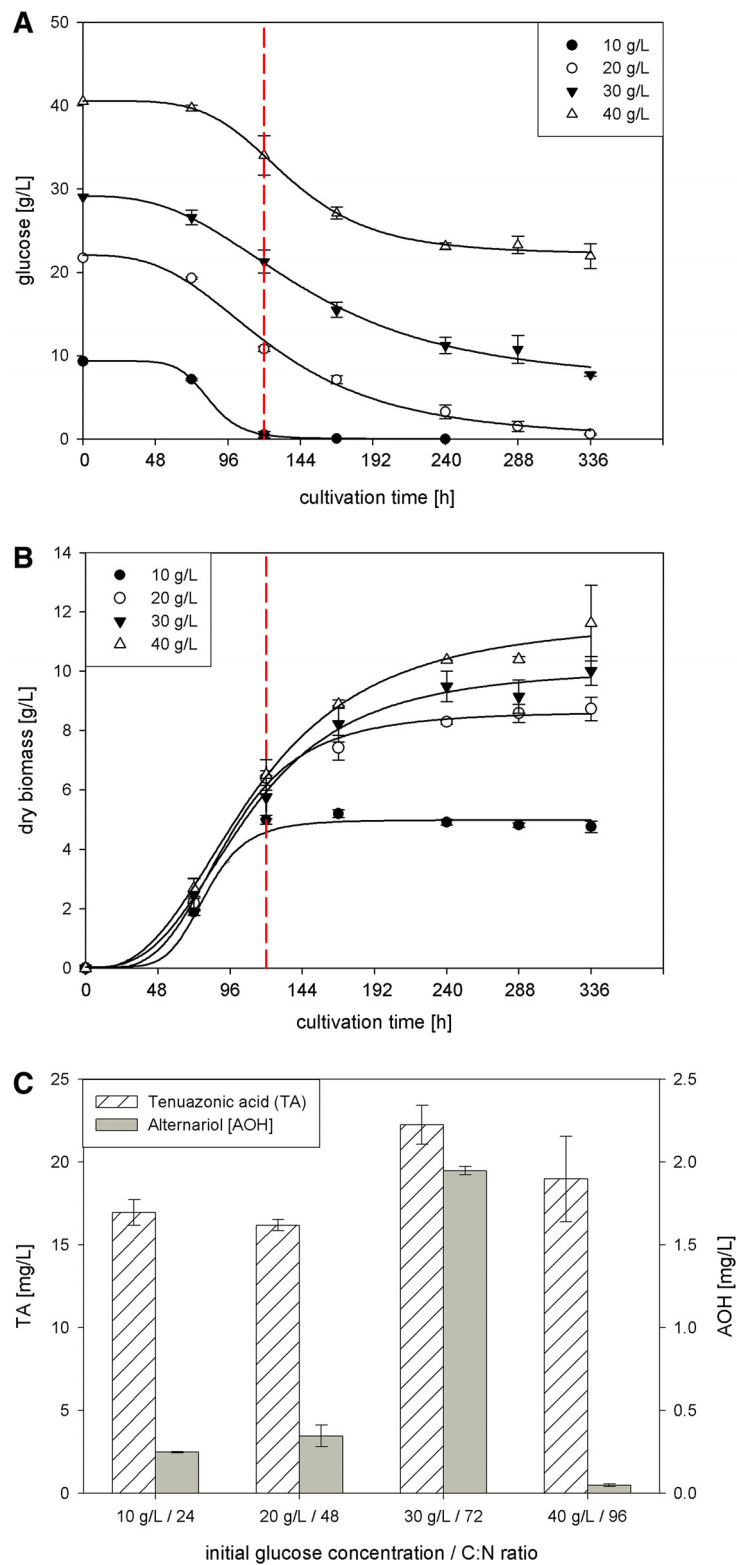 A
50
40
30
20
10
0
glucose [g/L]
10 g/L
20 g/L
30 g/L
40 g/L
0 48 96 144 192 240 288 336
cultivation time [h]
B
14
12
10
8
6
4
2
0
dry biomass [g/L]
10 g/L
20 g/L
30 g/L
40 g/L
0 48 96 144 192 240 288 336
cultivation time [h]
C
25
20
15
10
5
0
TA [mg/L]
Tenuazonic acid (TA)
Alternariol [AOH]
2.5
2.0
1.5
1.0
0.5
0.0
AOH [mg/L]
10 g/L / 24 20 g/L / 48 30 g/L / 72 40 g/L / 96
initial glucose concentration / C:N ratio